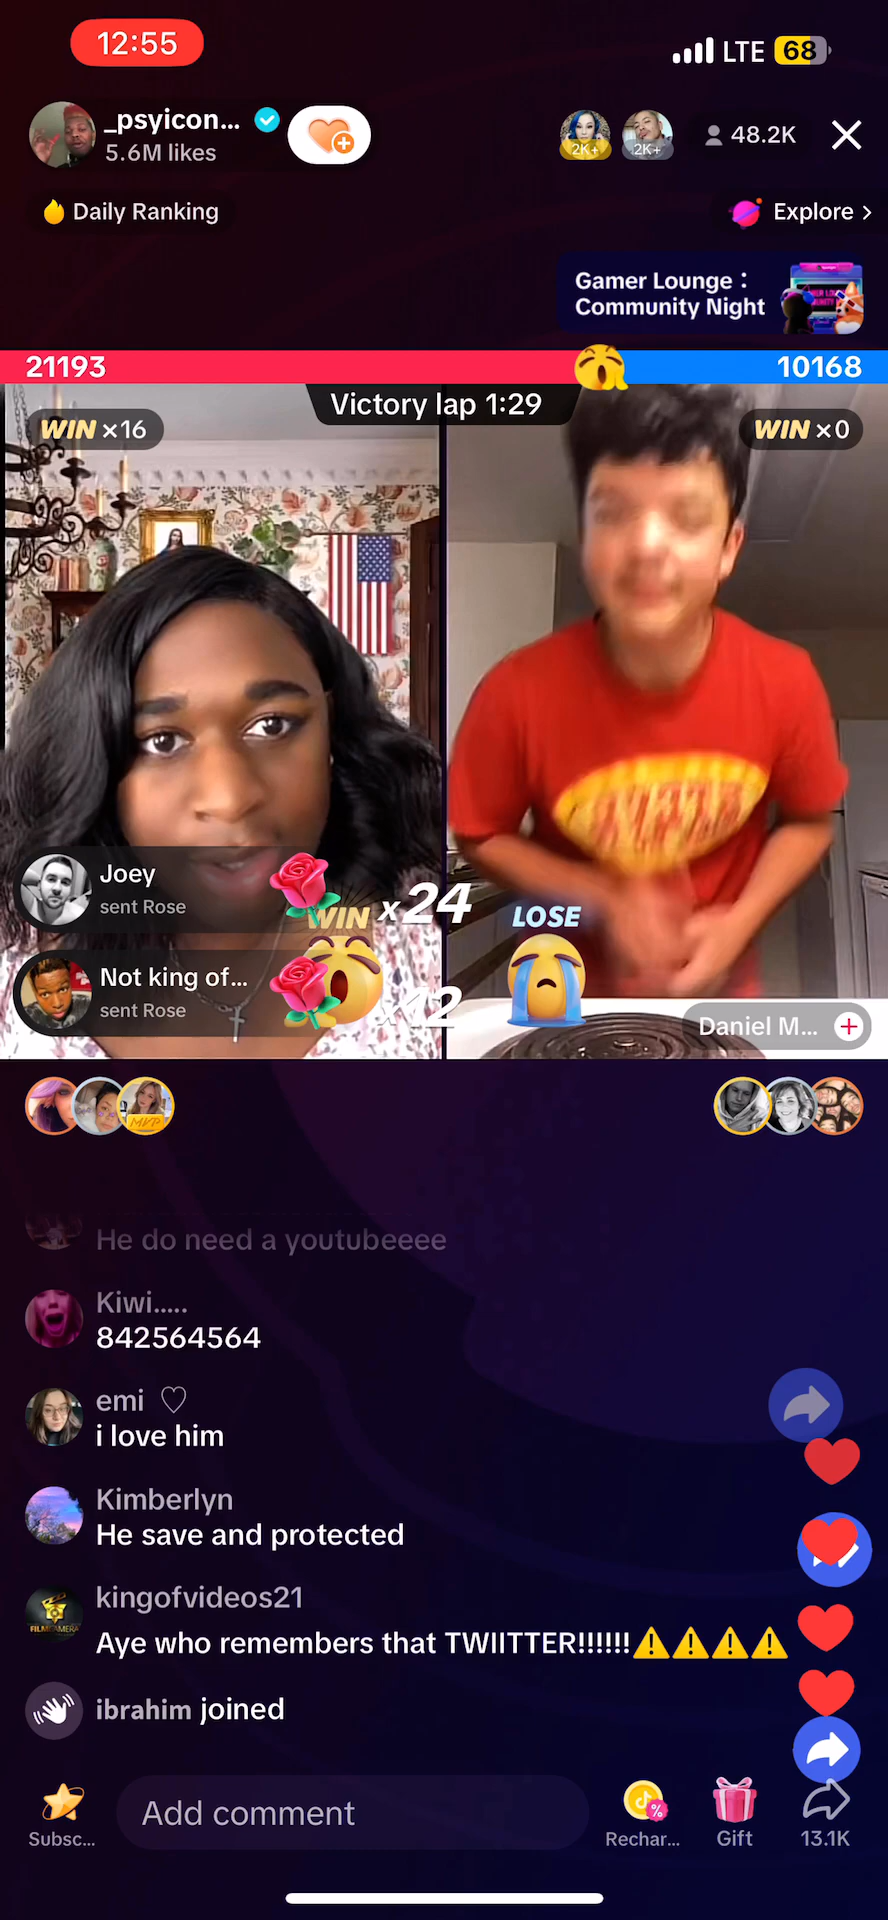 12:55
LTE 68
_psyicon...
5.6M likes
2K+
2K+
48.2K
Daily Ranking
Explore >
Gamer Lounge :
Community Night
21193
10168
Victory lap 1:29
WIN x16
WIN x0
Joey
sent Rose
WIN x24
LOSE
Not king of...
sent Rose
x12
Daniel M...
MVP
He do need a youtubeeee
Kiwi.....
842564564
emi ♡
i love him
Kimberlyn
He save and protected
kingofvideos21
Aye who remembers that TWIITTER!!!!!!⚠️⚠️⚠️⚠️
ibrahim joined
Add comment
Subsc...
Rechar...
Gift
13.1K